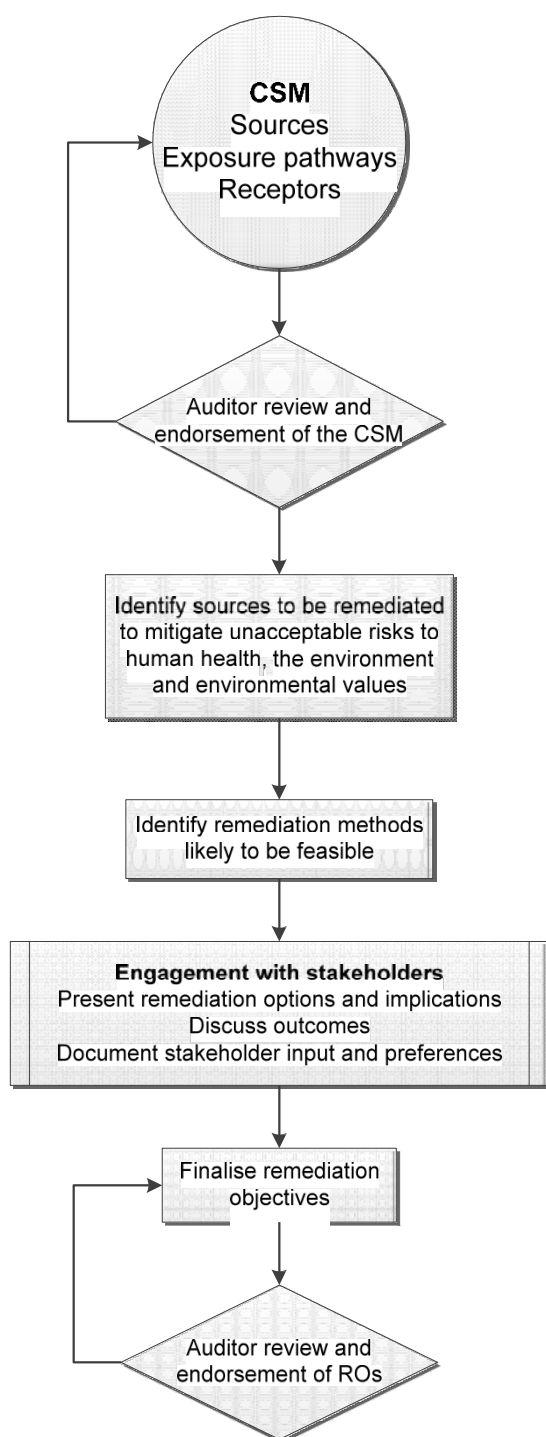 CSM
Sources
Exposure pathways
Receptors
Auditor review and
endorsement of the CSM
Identify sources to be remediated
to mitigate unacceptable risks to
human health, the environment
and environmental values
Identify remediation methods
likely to be feasible
Engagement with stakeholders
Present remediation options and implications
Discuss outcomes
Document stakeholder input and preferences
Finalise remediation
objectives
Auditor review and
endorsement of ROs